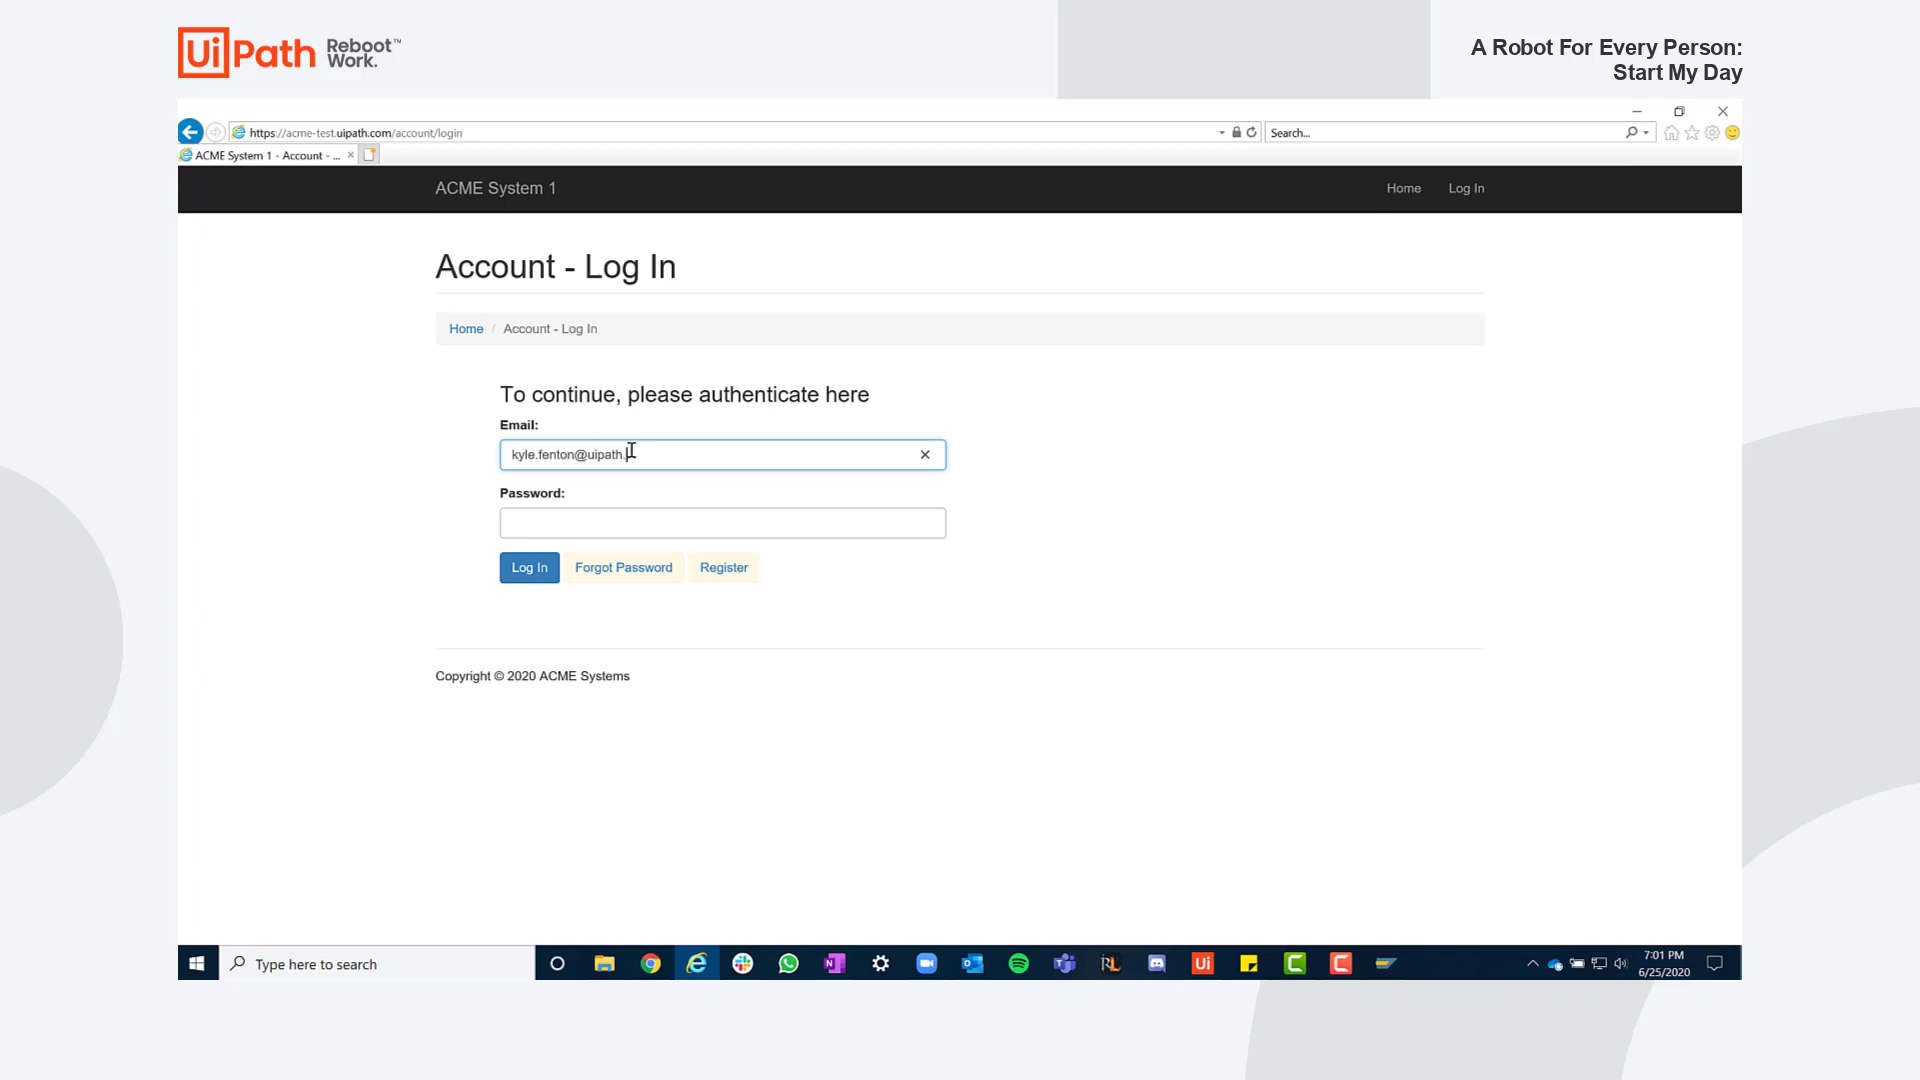 UiPath Reboot™ Work.
A Robot For Every Person:
Start My Day
https://acme-test.uipath.com/account/login
Search...
ACME System 1 - Account - ...
ACME System 1
Home
Log In
Account - Log In
Home / Account - Log In
To continue, please authenticate here
Email:
kyle.fenton@uipath.
Password:
Log In
Forgot Password
Register
Copyright © 2020 ACME Systems
Type here to search
N
RL
Ui
C
C
7:01 PM
6/25/2020